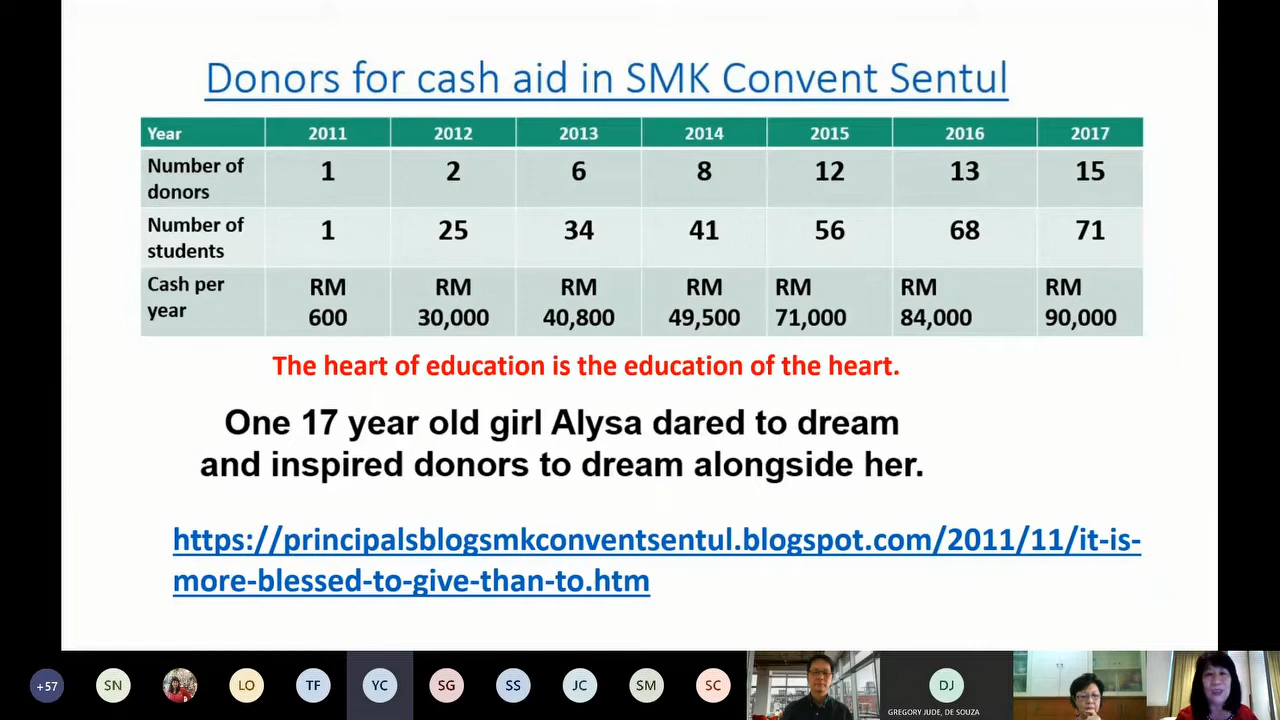 Donors for cash aid in SMK Convent Sentul
Year 2011 2012 2013 2014 2015 2016 2017
Number of donors 1 2 6 8 12 13 15
Number of students 1 25 34 41 56 68 71
Cash per year RM 600 RM 30,000 RM 40,800 RM 49,500 RM 71,000 RM 84,000 RM 90,000
The heart of education is the education of the heart.
One 17 year old girl Alysa dared to dream
and inspired donors to dream alongside her.
https://principalsblogsmkconventsentul.blogspot.com/2011/11/it-is-
more-blessed-to-give-than-to.htm
+57 SN LO TF YC SG SS JC SM SC DJ
GREGORY JUDE, DE SOUZA